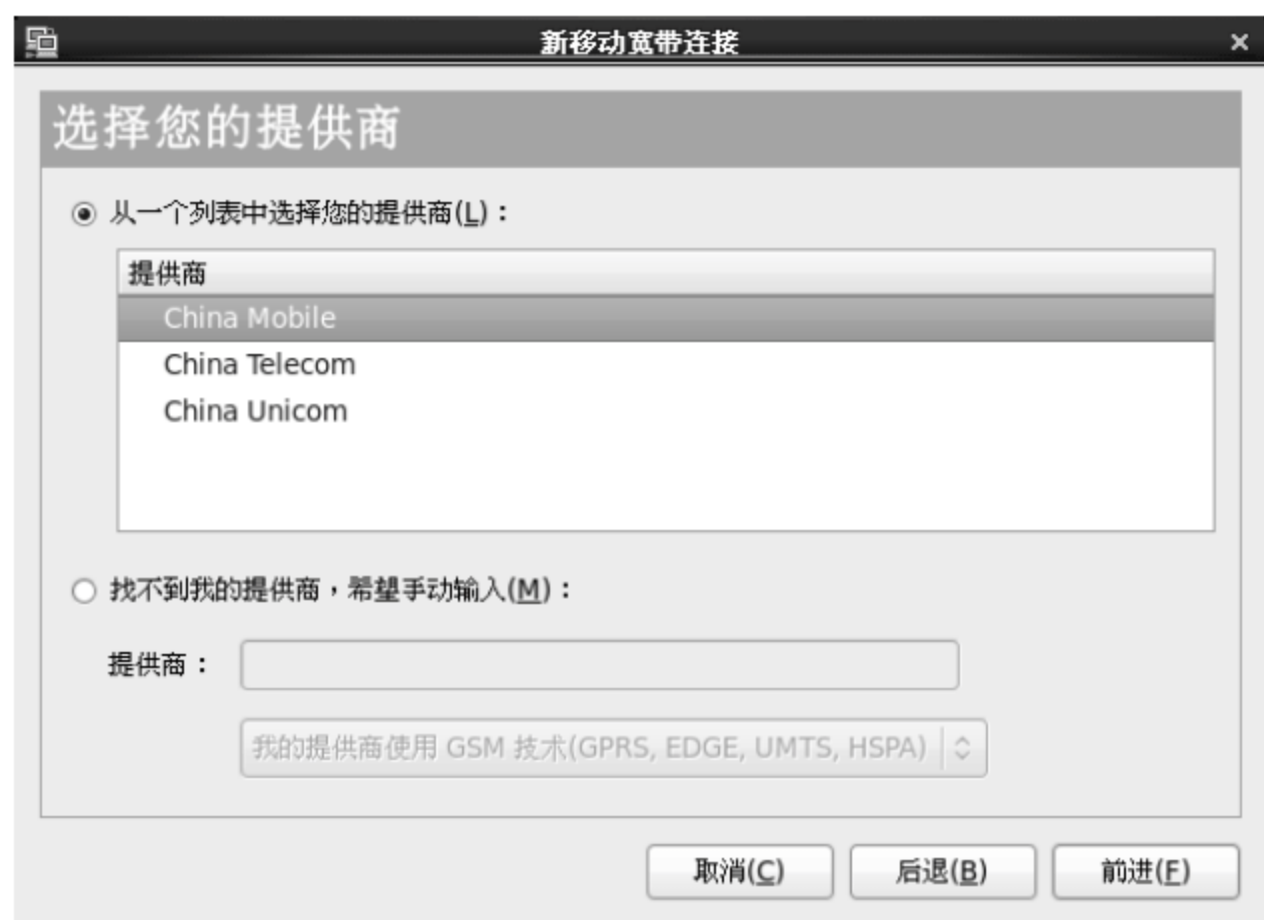 新移动宽带连接
选择您的提供商
从一个列表中选择您的提供商(L)：
提供商
China Mobile
China Telecom
China Unicom
找不到我的提供商，希望手动输入(M)：
提供商：
我的提供商使用 GSM 技术(GPRS, EDGE, UMTS, HSPA)
取消(C) 后退(B) 前进(F)